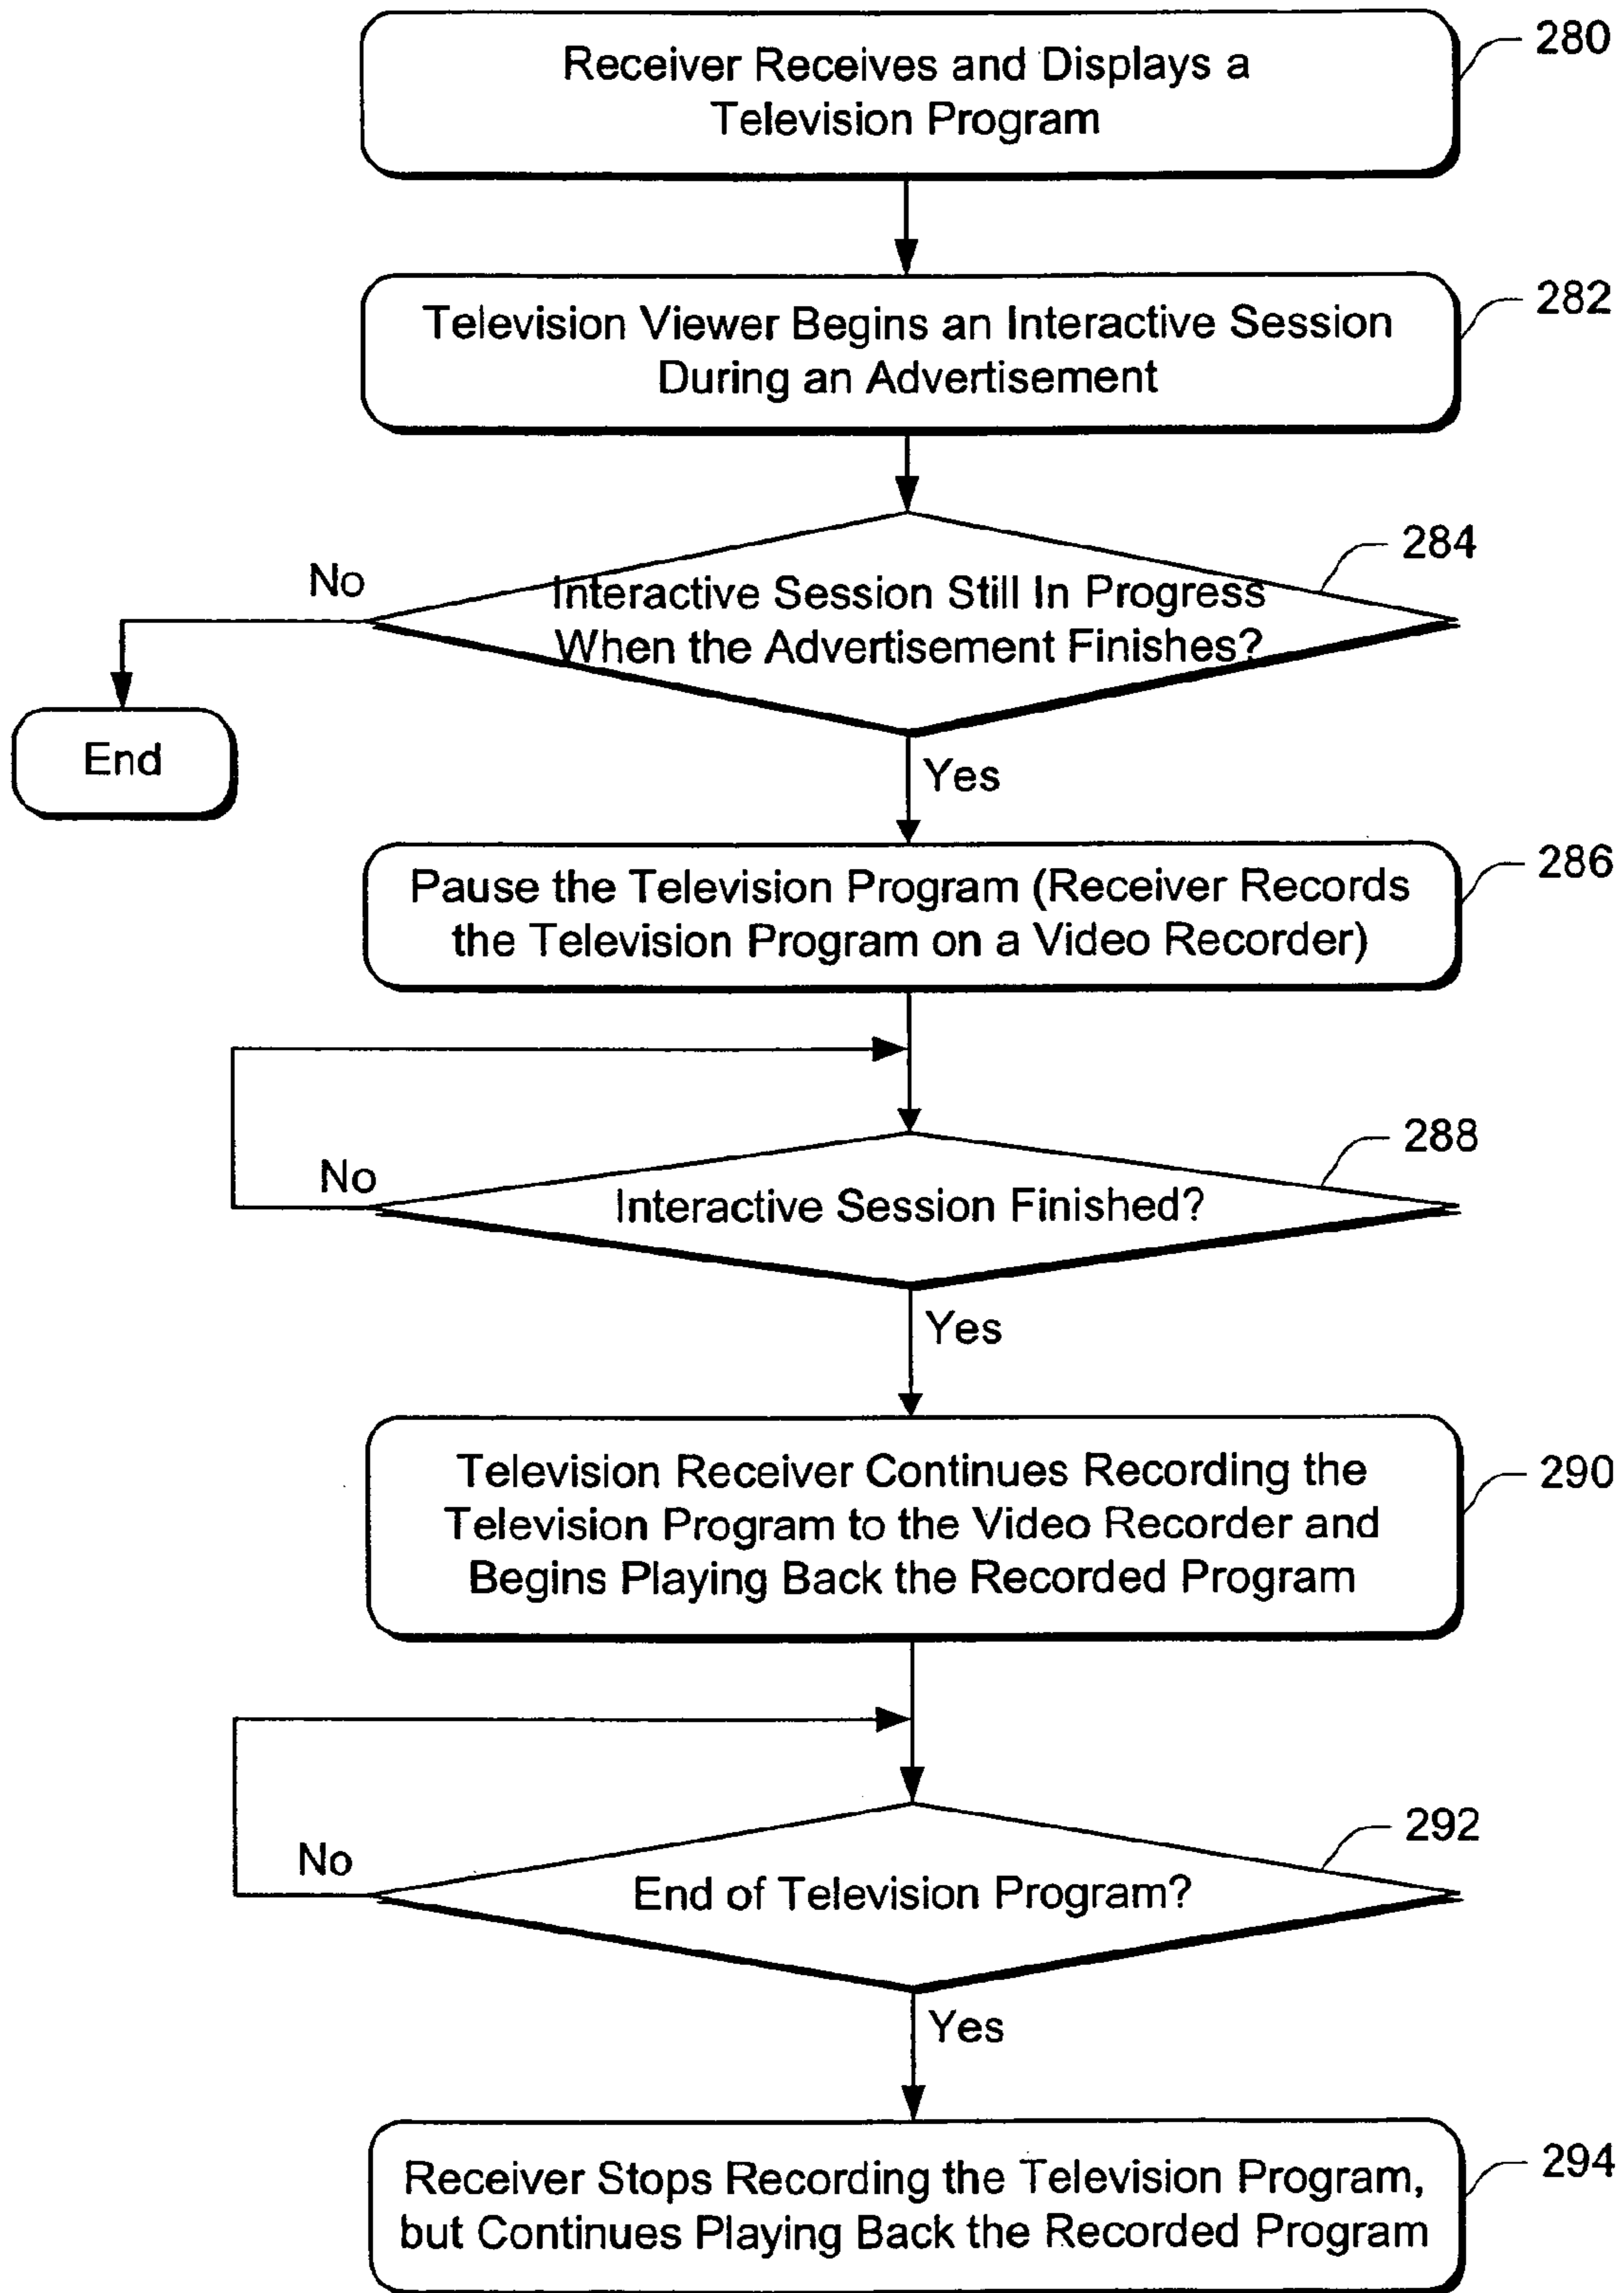 Receiver Receives and Displays a
Television Program
280
Television Viewer Begins an Interactive Session
During an Advertisement
282
Interactive Session Still In Progress
When the Advertisement Finishes?
284
No
End
Yes
Pause the Television Program (Receiver Records
the Television Program on a Video Recorder)
286
Interactive Session Finished?
288
No
Yes
Television Receiver Continues Recording the
Television Program to the Video Recorder and
Begins Playing Back the Recorded Program
290
End of Television Program?
292
No
Yes
Receiver Stops Recording the Television Program,
but Continues Playing Back the Recorded Program
294